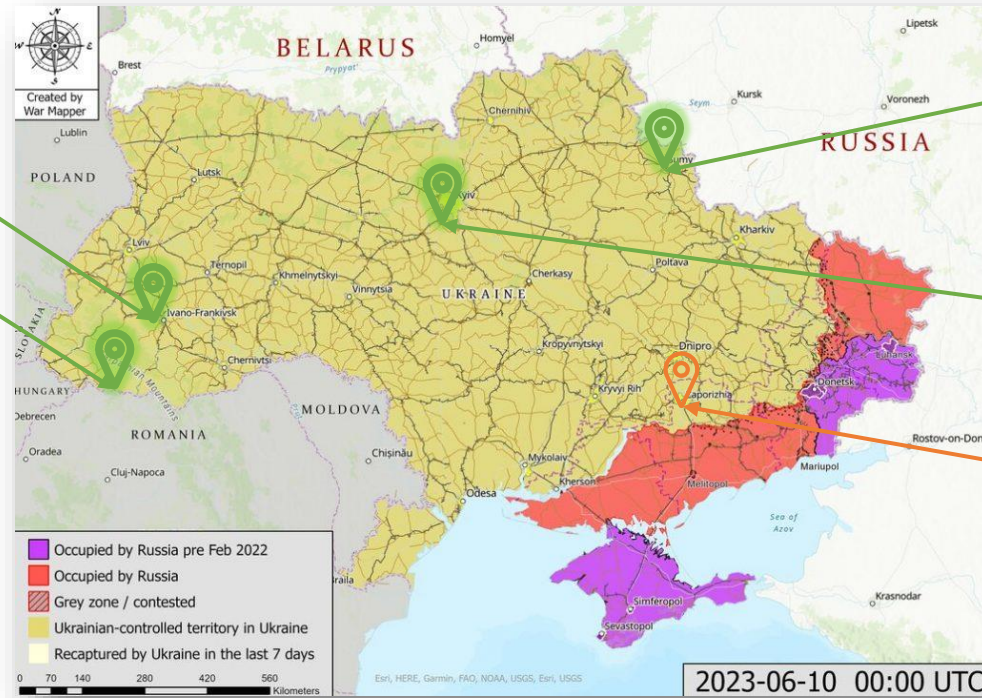 N
W
E
S
Created by
War Mapper
BELARUS
RUSSIA
UKRAINE
POLAND
SLOVAKIA
HUNGARY
ROMANIA
MOLDOVA
Brest
Homyel
Prypyat'
Lipetsk
Kursk
Voronezh
Seym
Lublin
Lutsk
Chernihiv
Lviv
Ternopil
Khmelnytskyi
Vinnytsia
Cherkasy
Poltava
Kharkiv
Ivano-Frankivsk
Chernivtsi
Kropyvnytskyi
Dnipro
Kryvyi Rih
Luhansk
Donetsk
Mountains
Debrecen
Oradea
Cluj-Napoca
Chișinău
Mykolaiv
Kherson
Odesa
Melitopol
Mariupol
Rostov-on-Don
Sea of
Azov
Krasnodar
Simferopol
Sevastopol
Occupied by Russia pre Feb 2022
Occupied by Russia
Grey zone / contested
Ukrainian-controlled territory in Ukraine
Recaptured by Ukraine in the last 7 days
0 70 140 280 420 560
Kilometers
Esri, HERE, Garmin, FAO, NOAA, USGS, Esri, USGS
2023-06-10 00:00 UTC